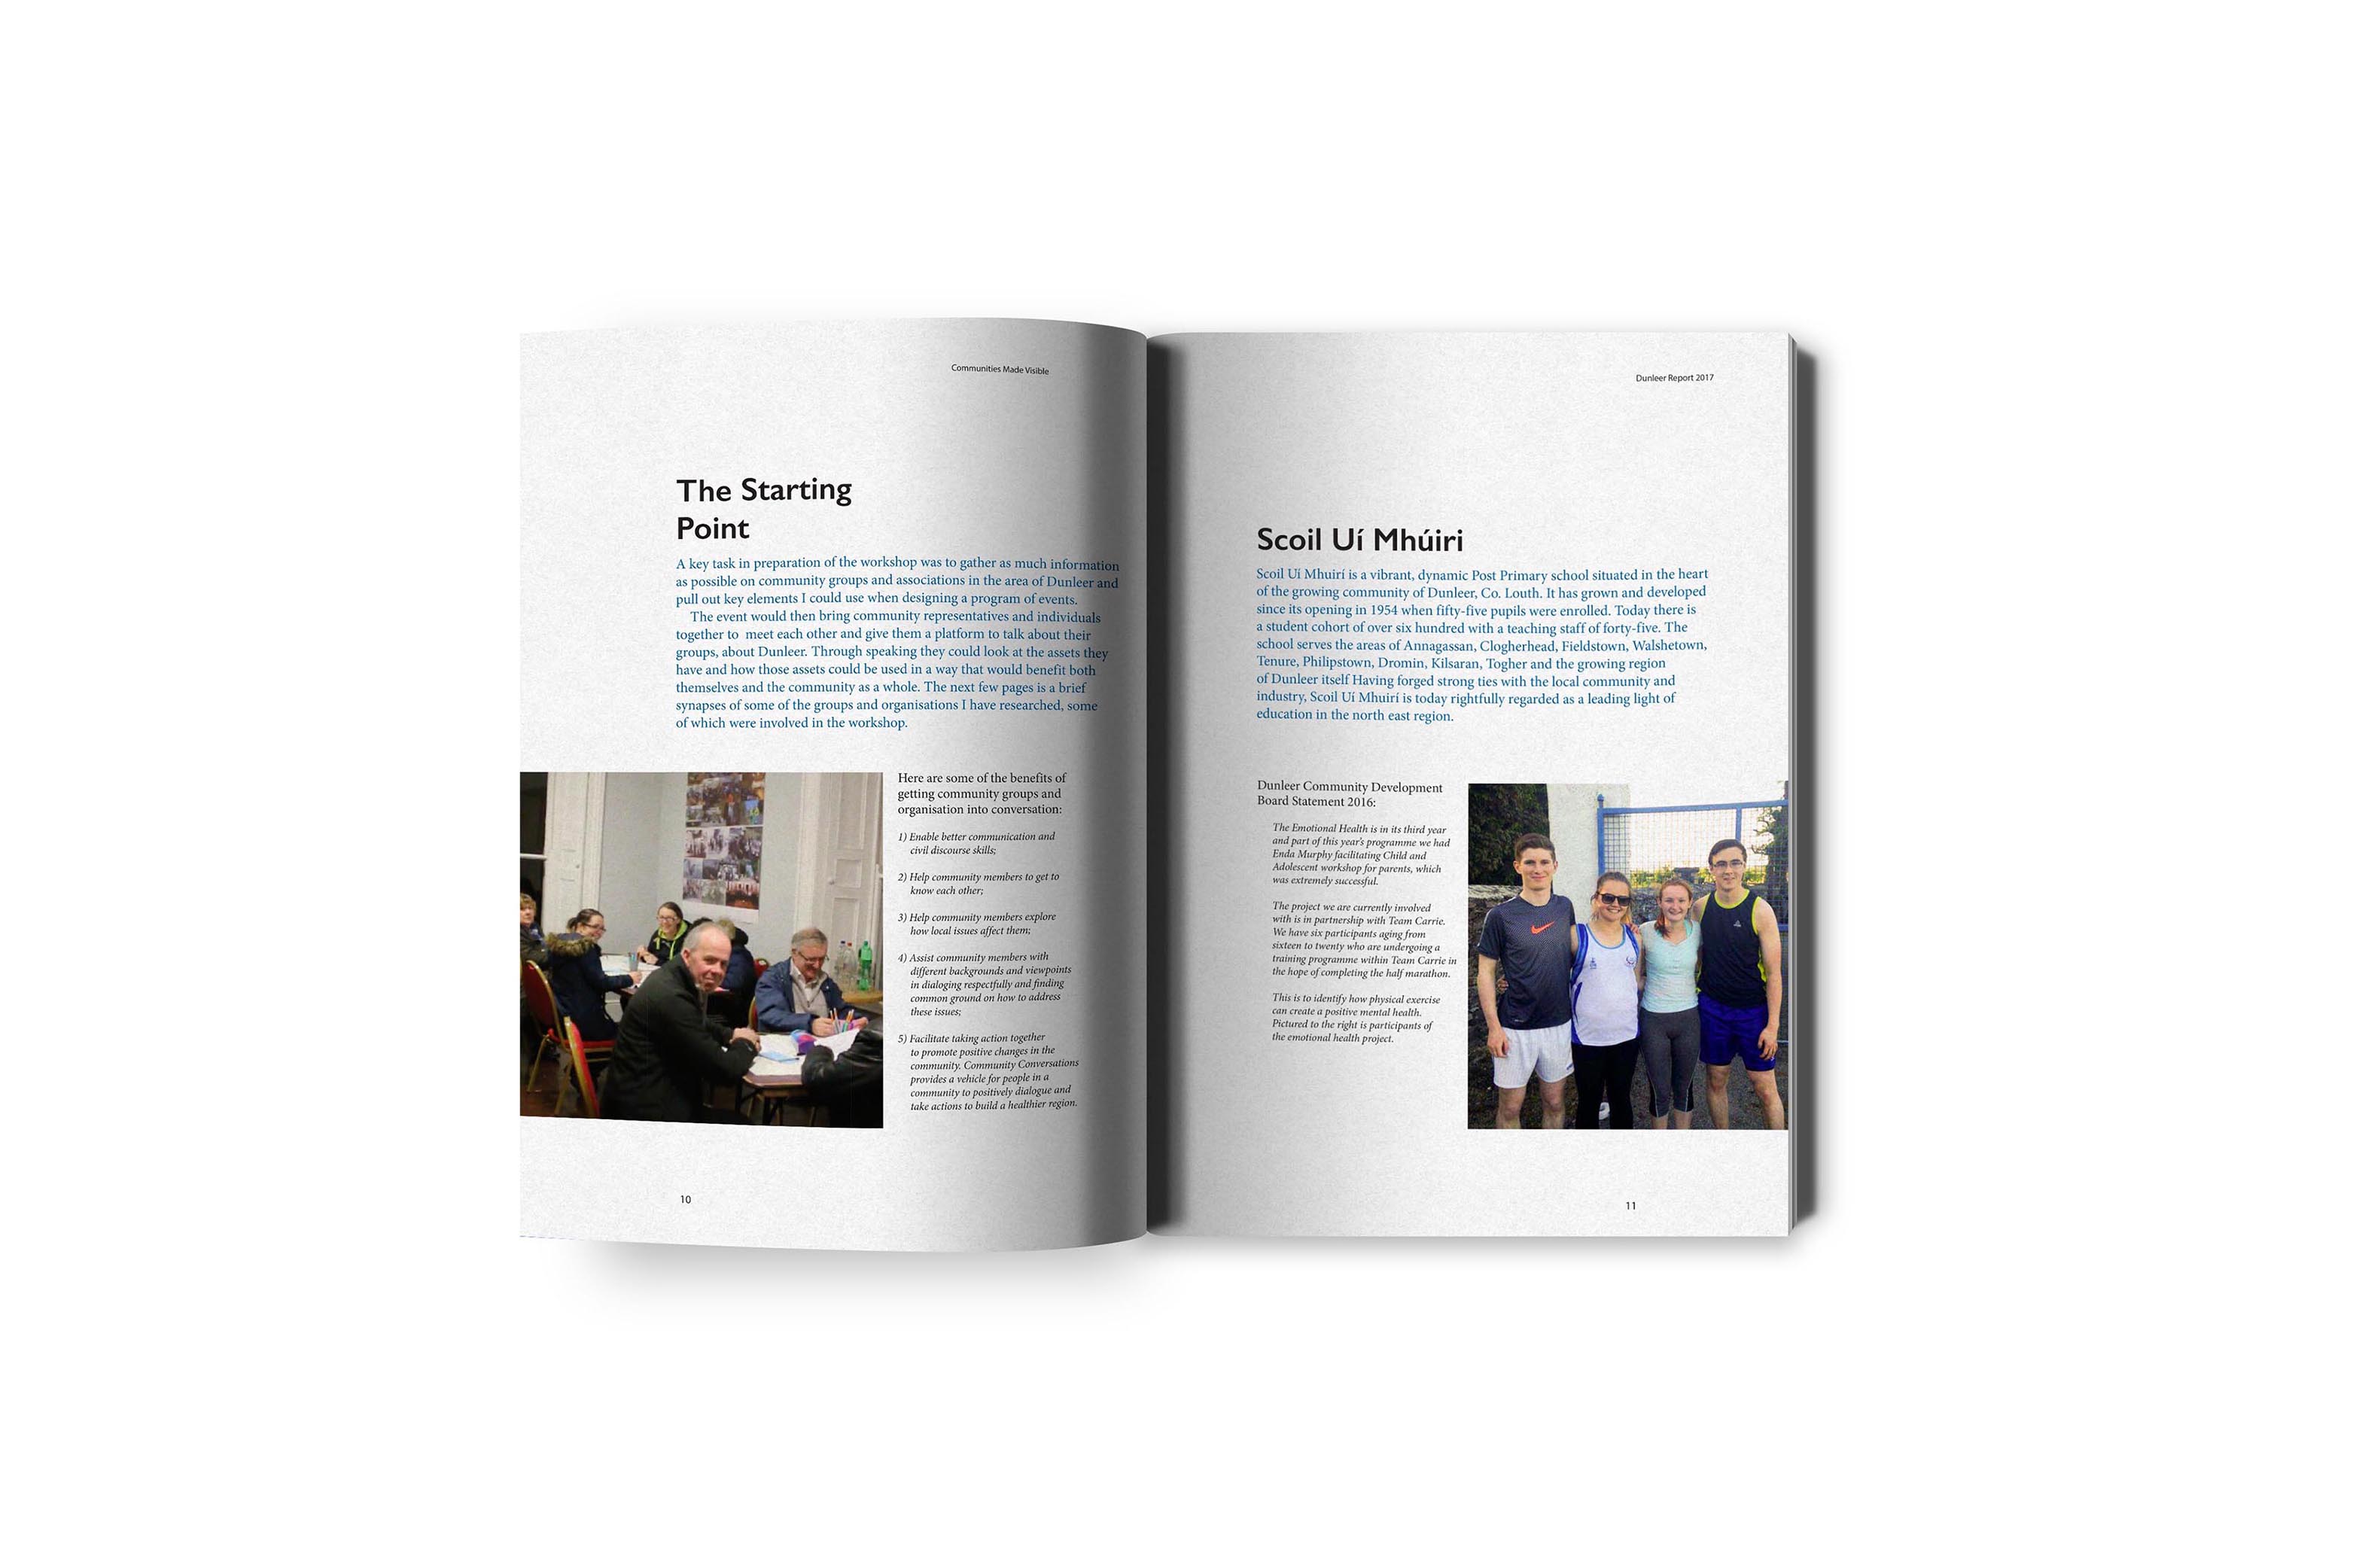 Communities Made Visible
The Starting
Point
A key task in preparation of the workshop was to gather as much information
as possible on community groups and associations in the area of Dunleer and
pull out key elements I could use when designing a program of events.
The event would then bring community representatives and individuals
together to  meet each other and give them a platform to talk about their
groups, about Dunleer. Through speaking they could look at the assets they
have and how those assets could be used in a way that would benefit both
themselves and the community as a whole. The next few pages is a brief
synapses of some of the groups and organisations I have researched, some
of which were involved in the workshop.
Here are some of the benefits of
getting community groups and
organisation into conversation:
1) Enable better communication and
civil discourse skills;
2) Help community members to get to
know each other;
3) Help community members explore
how local issues affect them;
4) Assist community members with
different backgrounds and viewpoints
in dialoging respectfully and finding
common ground on how to address
these issues;
5) Facilitate taking action together
to promote positive changes in the
community. Community Conversations
provides a vehicle for people in a
community to positively dialogue and
take actions to build a healthier region.
10
Dunleer Report 2017
Scoil Uí Mhúiri
Scoil Uí Mhuirí is a vibrant, dynamic Post Primary school situated in the heart
of the growing community of Dunleer, Co. Louth. It has grown and developed
since its opening in 1954 when fifty-five pupils were enrolled. Today there is
a student cohort of over six hundred with a teaching staff of forty-five. The
school serves the areas of Annagassan, Clogherhead, Fieldstown, Walshetown,
Tenure, Philipstown, Dromin, Kilsaran, Togher and the growing region
of Dunleer itself Having forged strong ties with the local community and
industry, Scoil Uí Mhuirí is today rightfully regarded as a leading light of
education in the north east region.
Dunleer Community Development
Board Statement 2016:
The Emotional Health is in its third year
and part of this year's programme we had
Enda Murphy facilitating Child and
Adolescent workshop for parents, which
was extremely successful.
The project we are currently involved
with is in partnership with Team Carrie.
We have six participants aging from
sixteen to twenty who are undergoing a
training programme within Team Carrie in
the hope of completing the half marathon.
This is to identify how physical exercise
can create a positive mental health.
Pictured to the right is participants of
the emotional health project.
11